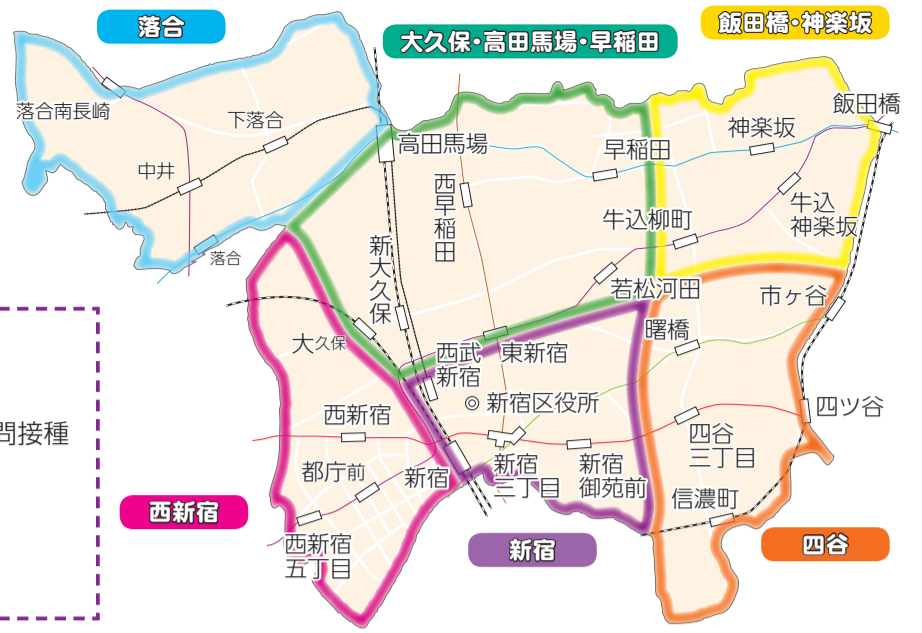 落合
大久保・高田馬場・早稲田
飯田橋・神楽坂
落合南長崎
下落合
中井
落合
高田馬場
西早稲田
早稲田
神楽坂
飯田橋
牛込
神楽坂
牛込柳町
新大久保
若松河田
市ヶ谷
大久保
西武
新宿
東新宿
曙橋
新宿区役所
四ツ谷
問接種
西新宿
都庁前
新宿
新宿
三丁目
新宿
御苑前
四谷
三丁目
信濃町
西新宿
新宿
四谷
西新宿
五丁目